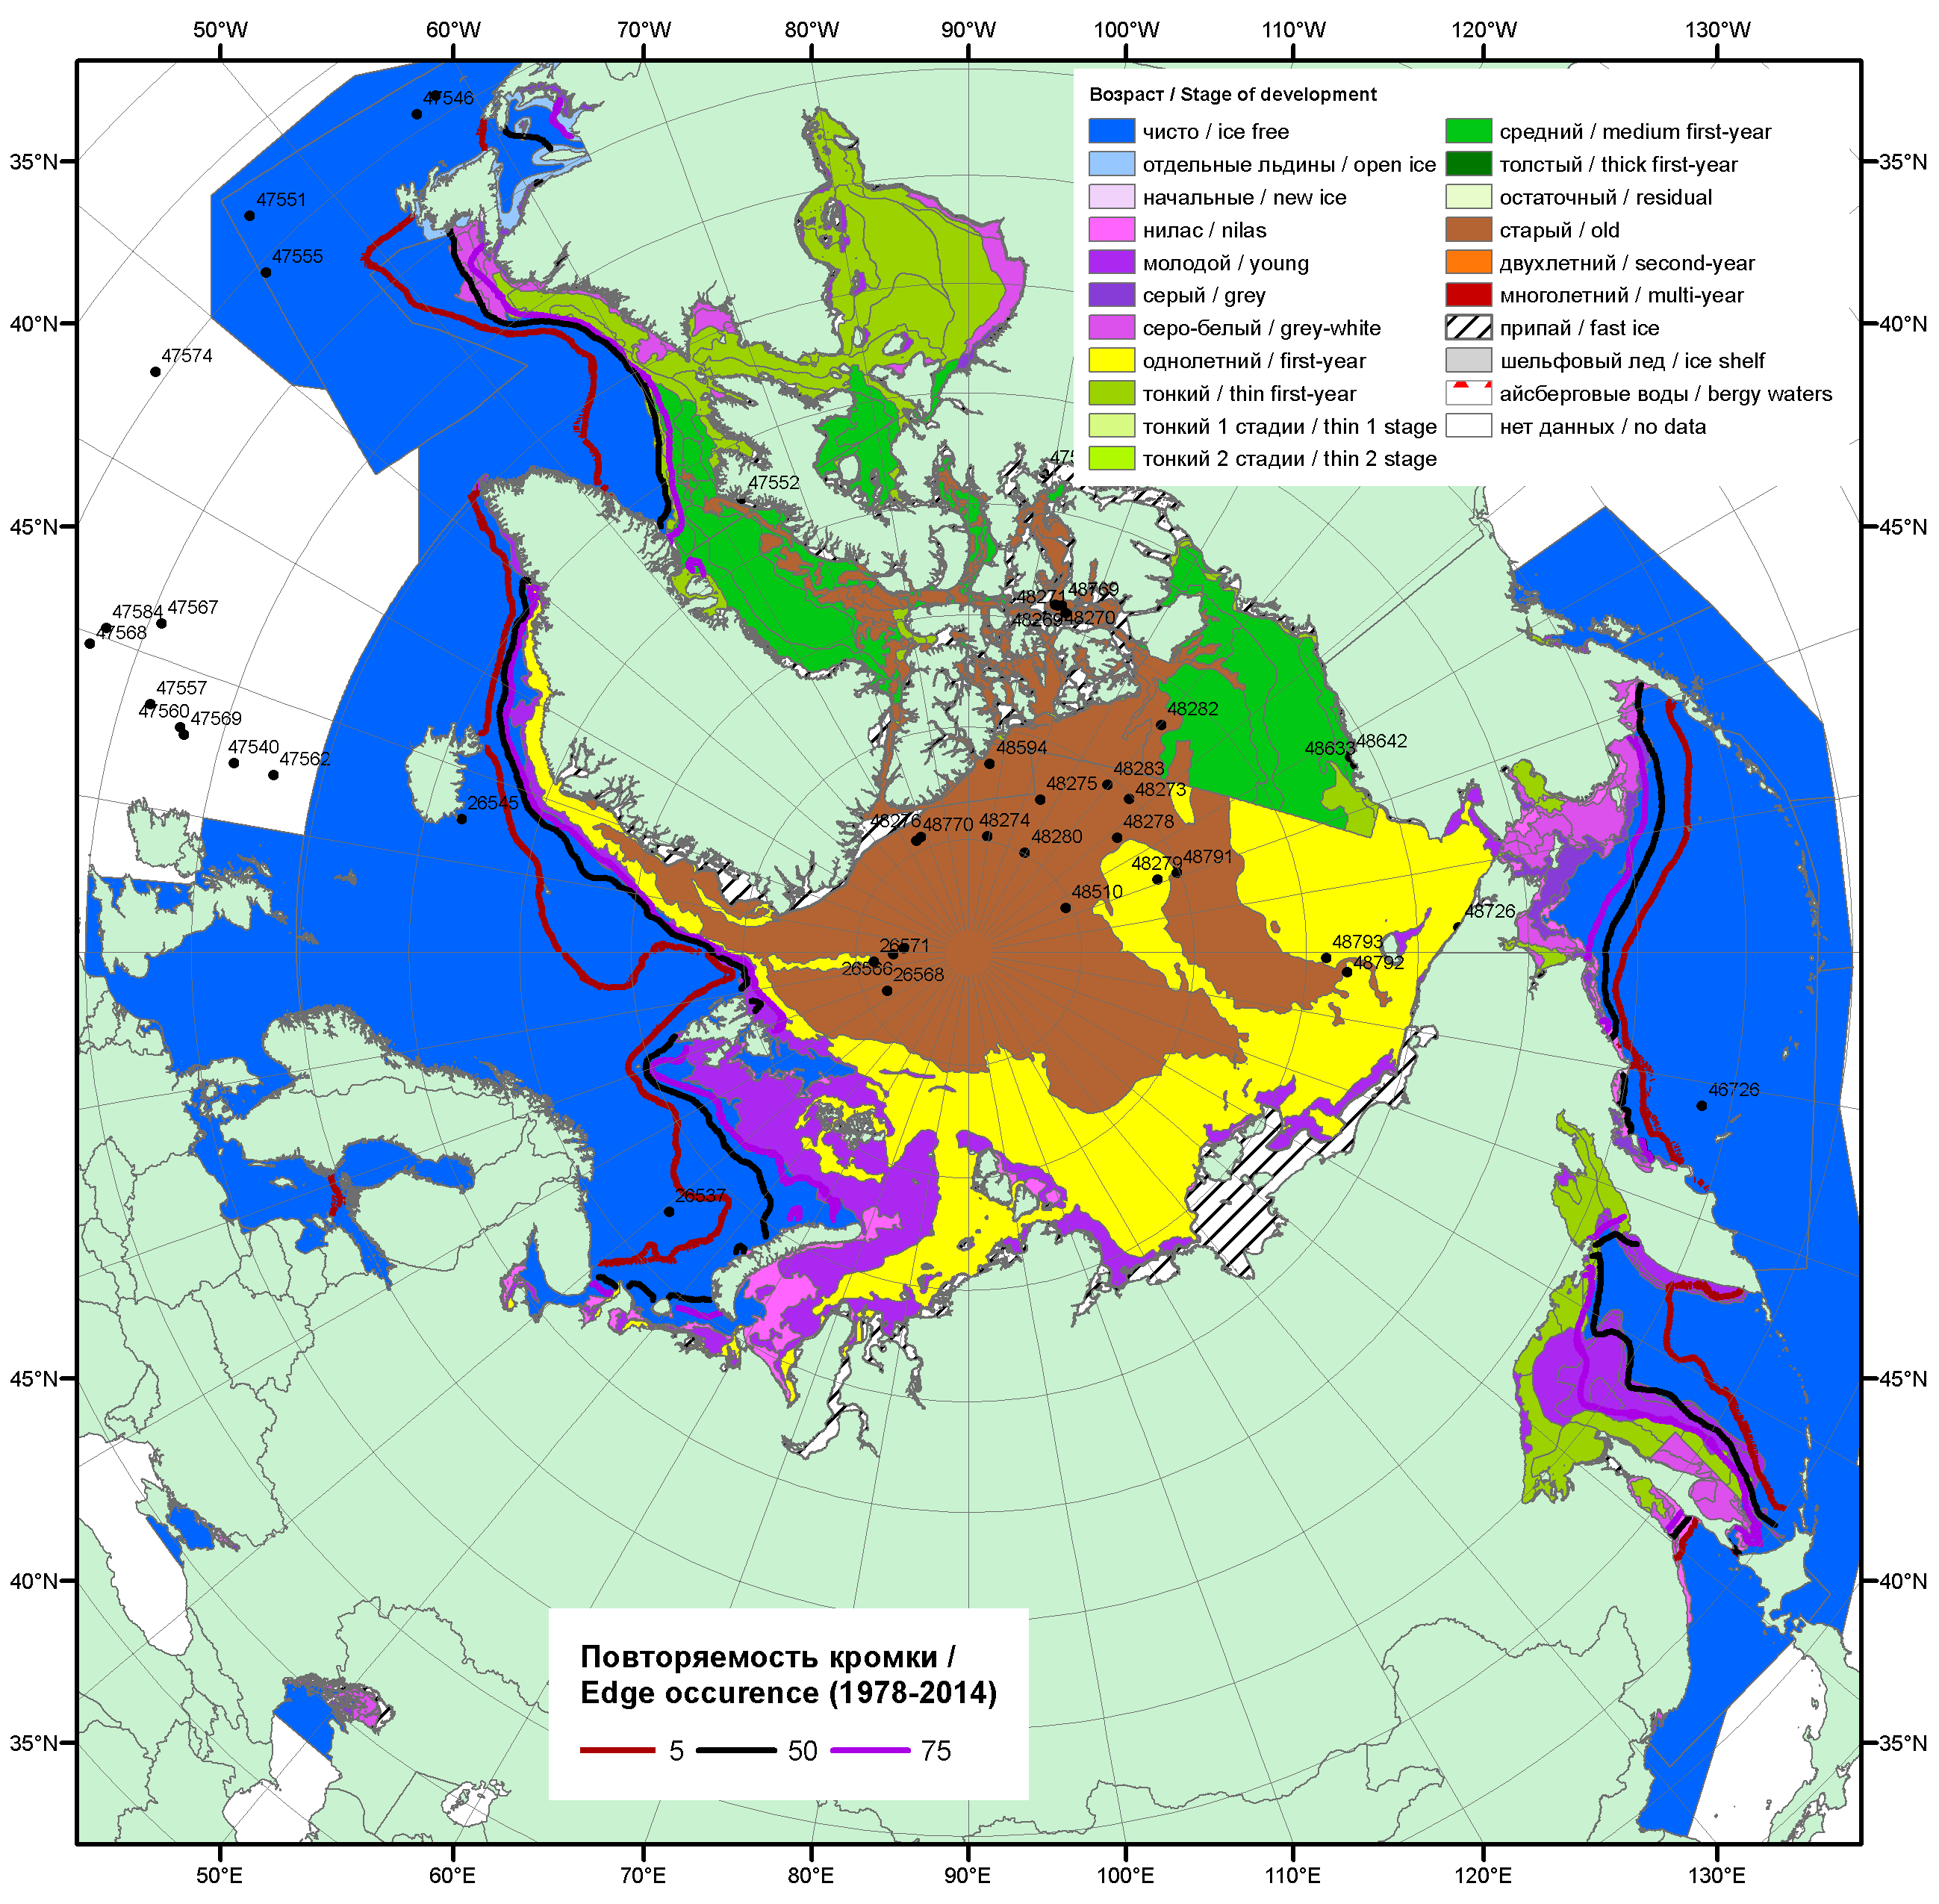 50°W 60°W 70°W 80°W 90°W 100°W 110°W 120°W 130°W
35°N 35°N
40°N 40°N
45°N 45°N
45°N 45°N
40°N 40°N
35°N 35°N
50°E 60°E 70°E 80°E 90°E 100°E 110°E 120°E 130°E
Возраст / Stage of development
чисто / ice free
отдельные льдины / open ice
начальные / new ice
нилас / nilas
молодой / young
серый / grey
серо-белый / grey-white
однолетний / first-year
тонкий / thin first-year
тонкий 1 стадии / thin 1 stage
тонкий 2 стадии / thin 2 stage
средний / medium first-year
толстый / thick first-year
остаточный / residual
старый / old
двухлетний / second-year
многолетний / multi-year
припай / fast ice
шельфовый лед / ice shelf
айсберговые воды / bergy waters
нет данных / no data
47546
47551
47555
47574
47552
47584 47567
47568
47557
47560 47569
47540 47562
26545
48271 48769
48269 48270
48282
48594
48633 48642
48275 48283
48273
48276 48770 48274
48280 48278
48279 48791
48510
48726
48793
48792
26571
26566 26568
46726
26537
Повторяемость кромки /
Edge occurence (1978-2014)
5 50 75